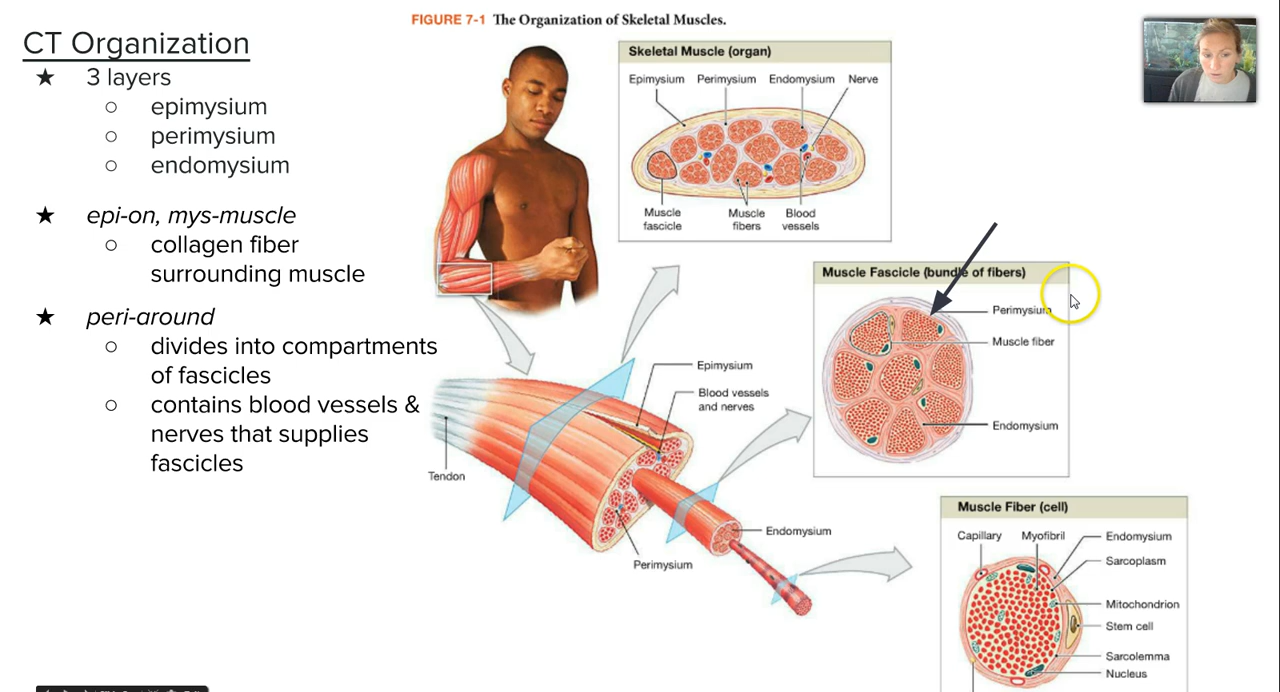 FIGURE 7-1 The Organization of Skeletal Muscles.
CT Organization
★ 3 layers
○ epimysium
○ perimysium
○ endomysium
★ epi-on, mys-muscle
○ collagen fiber
surrounding muscle
★ peri-around
○ divides into compartments
of fascicles
○ contains blood vessels &
nerves that supplies
fascicles
Skeletal Muscle (organ)
Epimysium Perimysium Endomysium Nerve
Muscle
fascicle
Muscle
fibers
Blood
vessels
Muscle Fascicle (bundle of fibers)
Perimysium
Muscle fiber
Endomysium
Epimysium
Blood vessels
and nerves
Tendon
Endomysium
Perimysium
Muscle Fiber (cell)
Capillary Myofibril Endomysium
Sarcoplasm
Mitochondrion
Stem cell
Sarcolemma
Nucleus